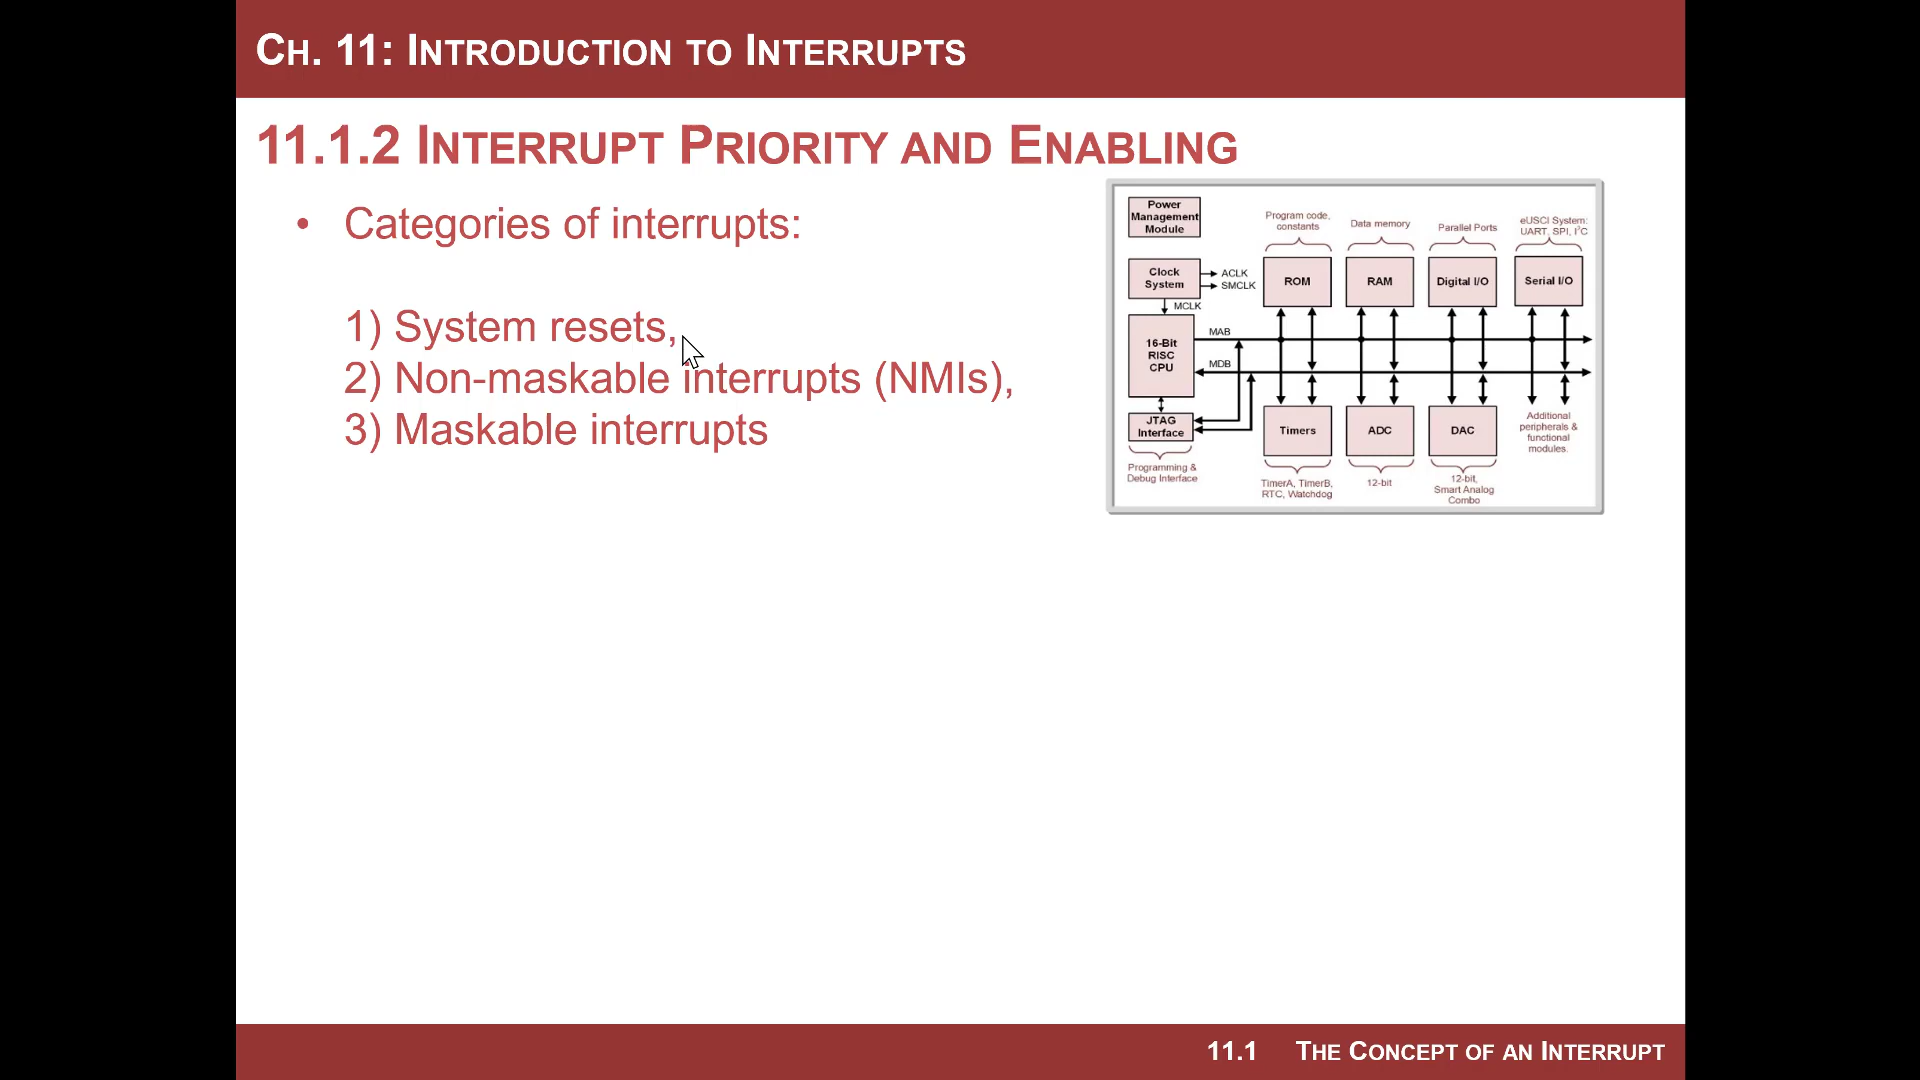 CH. 11: INTRODUCTION TO INTERRUPTS
11.1.2 INTERRUPT PRIORITY AND ENABLING
• Categories of interrupts:
1) System resets,
2) Non-maskable interrupts (NMIs),
3) Maskable interrupts
Power
Management
Module
Program code,
constants
Data memory
Parallel Ports
eUSCI System:
UART, SPI, I²C
Clock
System
ACLK
SMCLK
MCLK
ROM
RAM
Digital I/O
Serial I/O
16-Bit
RISC
CPU
MAB
MDB
JTAG
Interface
Timers
ADC
DAC
Additional
peripherals &
functional
modules.
Programming &
Debug Interface
TimerA, TimerB,
RTC, Watchdog
12-bit
12-bit,
Smart Analog
Combo
11.1 THE CONCEPT OF AN INTERRUPT